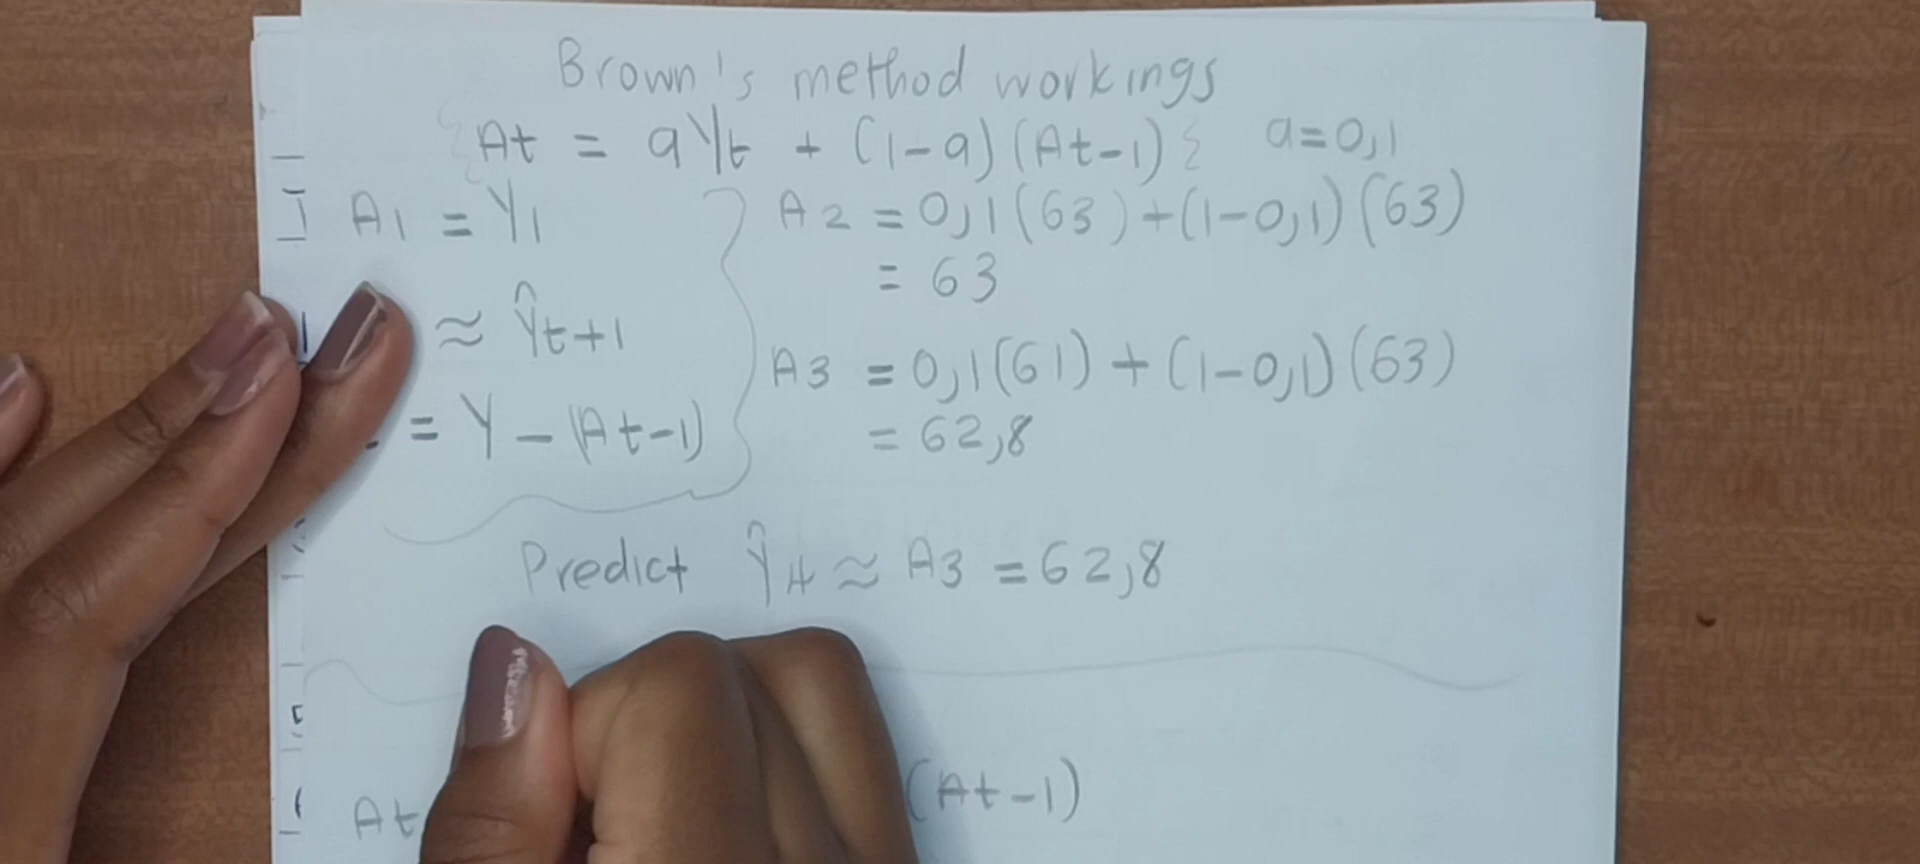 Brown's method workings
At = aYt + (1-a)(At-1) a=0,1
A1 = Y1
≈ Ŷt+1
= Y - (At-1)
A2 = 0,1(63)+(1-0,1)(63)
= 63
A3 = 0,1(61) + (1-0,1)(63)
= 62,8
Predict Ŷ4 ≈ A3 = 62,8
At (At-1)